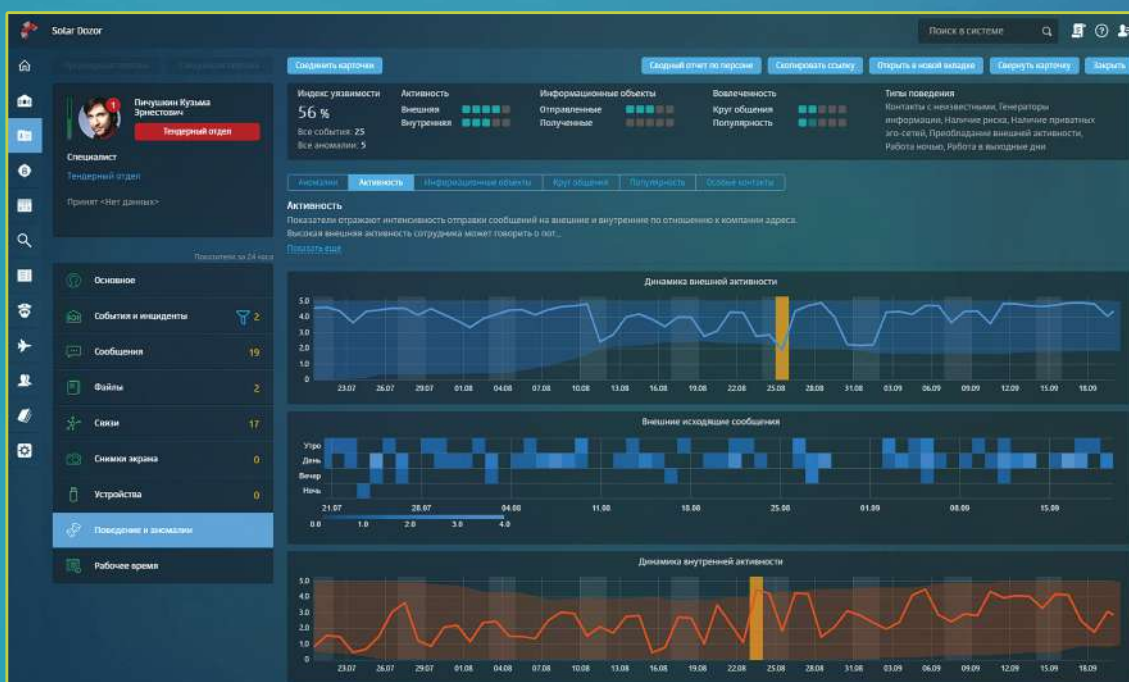 Solar Dozor
Поиск в системе
Соединить карточки
Сводный отчет по персоне
Скопировать ссылку
Открыть в новой вкладке
Свернуть карточку
Закрыть
1
Пичушкин Кузьма
Эрнестович
Тендерный отдел
Специалист
Тендерный отдел
Принят <Нет данных>
Индекс уязвимости
56 %
Все события: 25
Все аномалии: 5
Активность
Внешняя
Внутренняя
Информационные объекты
Отправленные
Полученные
Вовлеченность
Круг общения
Популярность
Типы поведения
Контакты с неизвестными, Генераторы
информации, Наличие риска, Наличие приватных
эго-сетей, Преобладание внешней активности,
Работа ночью, Работа в выходные дни
Аномалии
Активность
Информационные объекты
Круг общения
Популярность
Особые контакты
Активность
Показатели отражают интенсивность отправки сообщений на внешние и внутренние по отношению к компании адреса.
Высокая внешняя активность сотрудника может говорить о пот...
Показать еще
Показатели за 24 часа
Основное
События и инциденты 2
Сообщения 19
Файлы 2
Связи 17
Снимки экрана 0
Устройства 0
Поведение и аномалии
Рабочее время
Динамика внешней активности
5.0
4.0
3.0
2.0
1.0
0
23.07 26.07 29.07 01.08 04.08 07.08 10.08 13.08 16.08 19.08 22.08 25.08 28.08 31.08 03.09 06.09 09.09 12.09 15.09 18.09
Внешние исходящие сообщения
Утро
День
Вечер
Ночь
21.07 28.07 04.08 11.08 18.08 25.08 01.09 08.09 15.09
0.0 1.0 2.0 3.0 4.0
Динамика внутренней активности
5.0
4.0
3.0
2.0
1.0
0
23.07 26.07 29.07 01.08 04.08 07.08 10.08 13.08 16.08 19.08 22.08 25.08 28.08 31.08 03.09 06.09 09.09 12.09 15.09 18.09